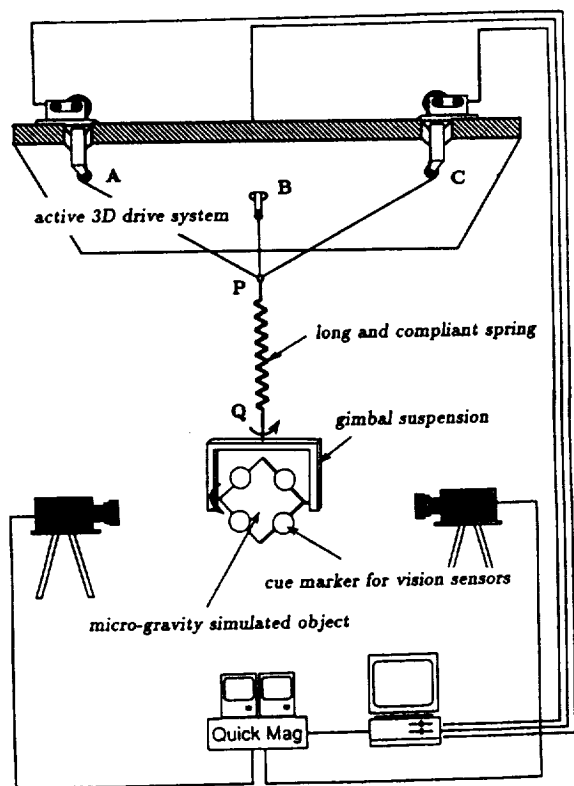 A
B
C
active 3D drive system
P
long and compliant spring
Q
gimbal suspension
cue marker for vision sensors
micro-gravity simulated object
Quick Mag